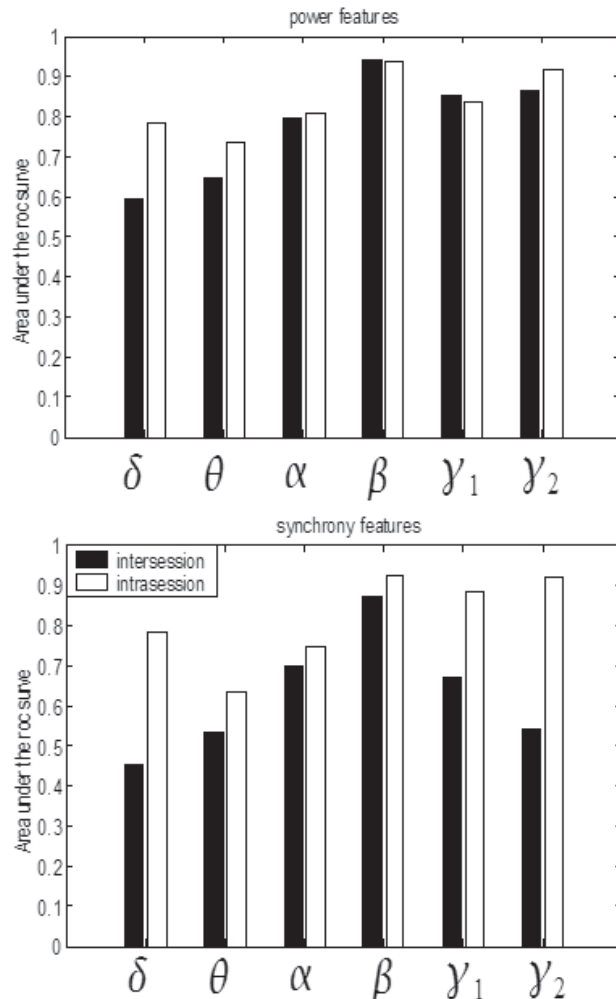 power features
Area under the roc surve
1
0.9
0.8
0.7
0.6
0.5
0.4
0.3
0.2
0.1
0
δ θ α β γ1 γ2
synchrony features
intersession
intrasession
Area under the roc surve
1
0.9
0.8
0.7
0.6
0.5
0.4
0.3
0.2
0.1
0
δ θ α β γ1 γ2